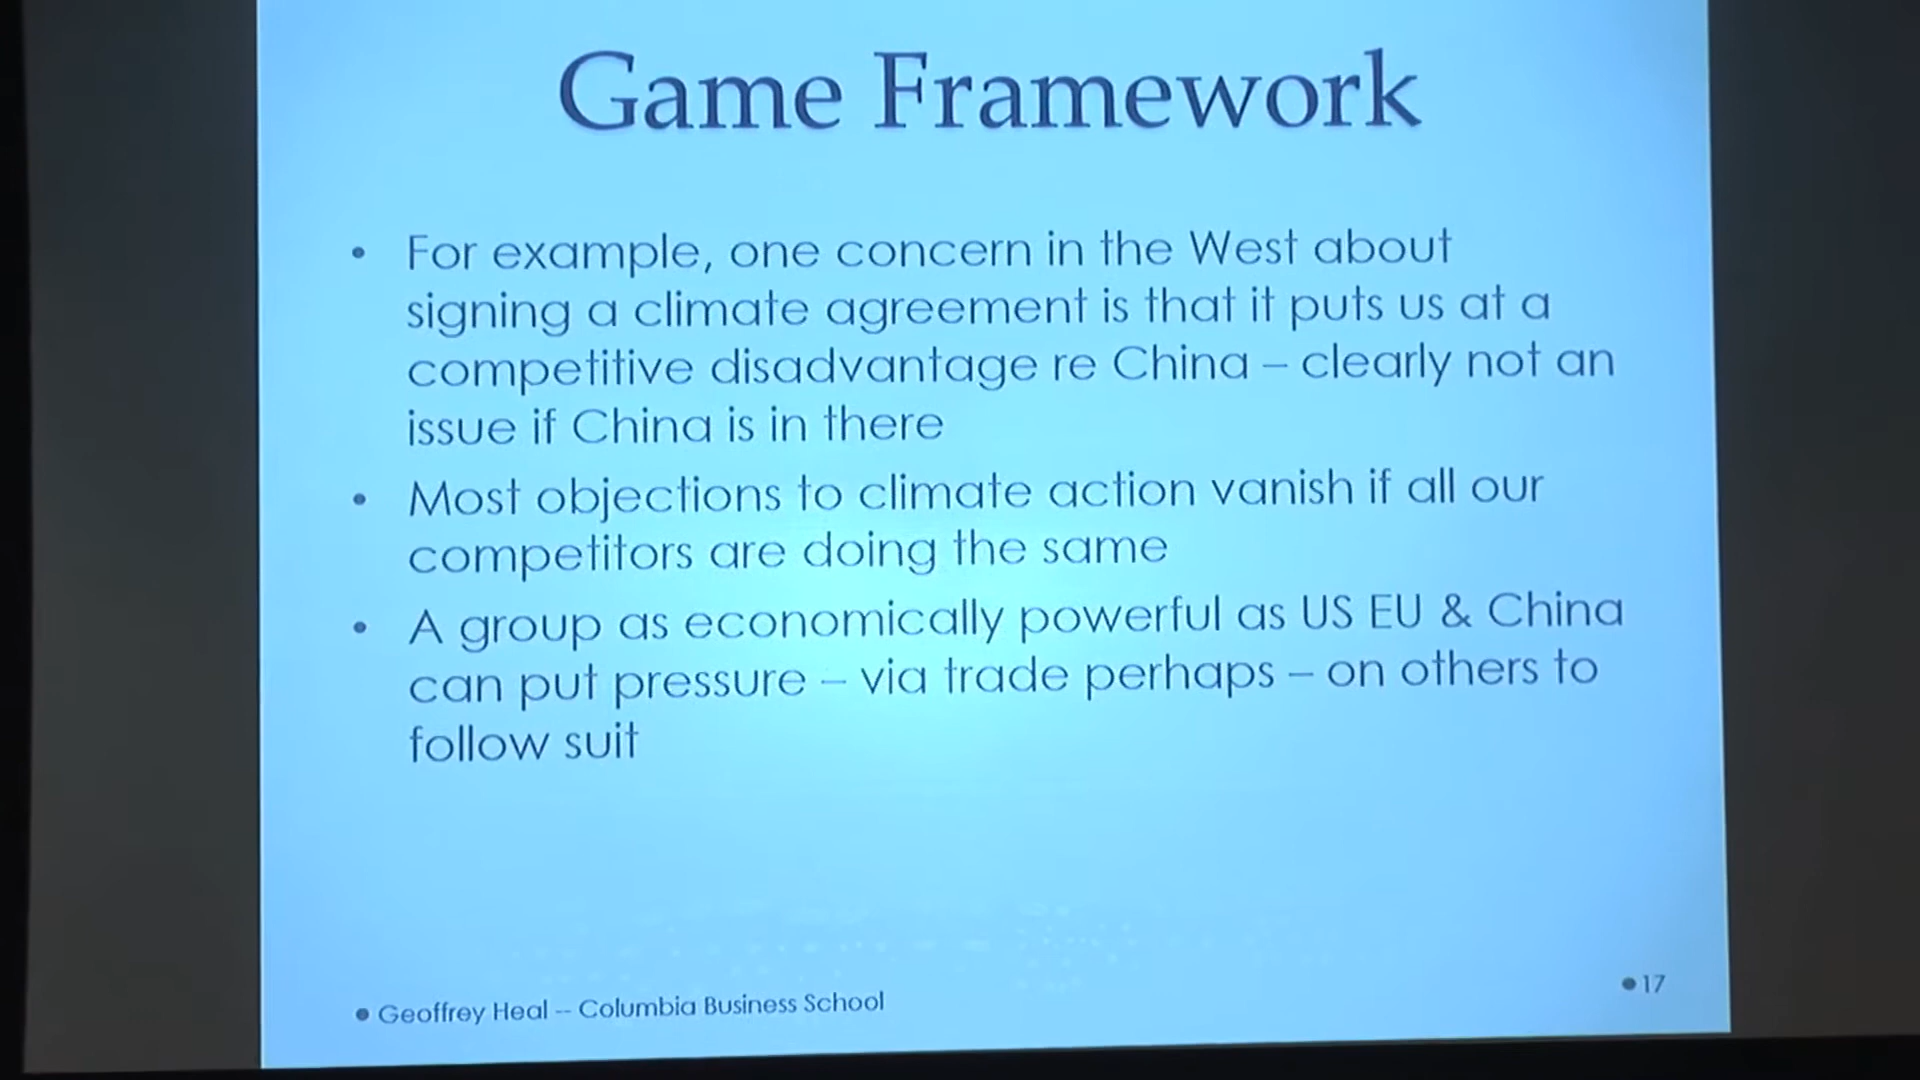 Game Framework
• For example, one concern in the West about
signing a climate agreement is that it puts us at a
competitive disadvantage re China – clearly not an
issue if China is in there
• Most objections to climate action vanish if all our
competitors are doing the same
• A group as economically powerful as US EU & China
can put pressure – via trade perhaps – on others to
follow suit
• Geoffrey Heal -- Columbia Business School
• 17